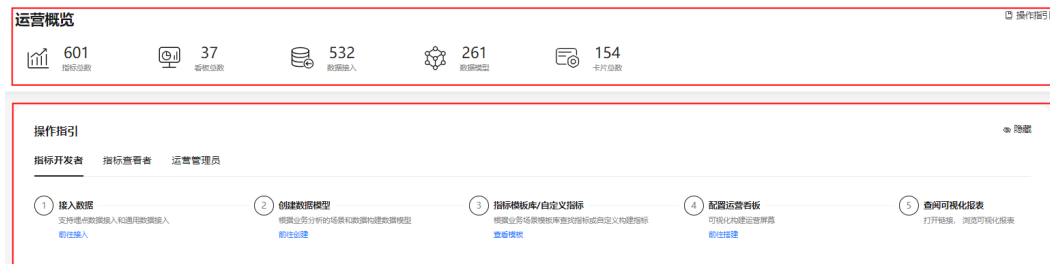 运营概览
操作指引
601
指标总数
37
看板总数
532
数据接入
261
数据模型
154
卡片总数
操作指引
隐藏
指标开发者 指标查看者 运营管理员
1 接入数据
支持埋点数据接入和通用数据接入
前往接入
2 创建数据模型
根据业务分析的场景和数据构建数据模型
前往创建
3 指标模板库/自定义指标
根据业务场景模板库查找指标或自定义构建指标
查看模板
4 配置运营看板
可视化构建运营屏幕
前往搭建
5 查阅可视化报表
打开链接， 浏览可视化报表